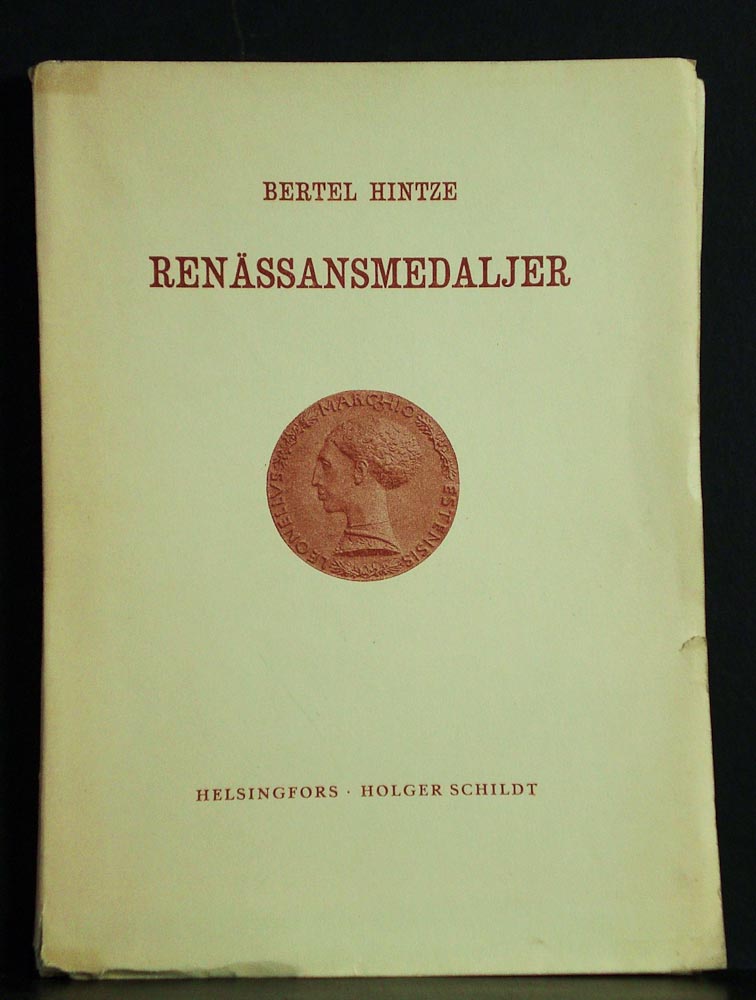 BERTEL HINTZE
RENÄSSANSMEDALJER
LEONELLVS MARCHIO ESTENSIS
HELSINGFORS · HOLGER SCHILDT